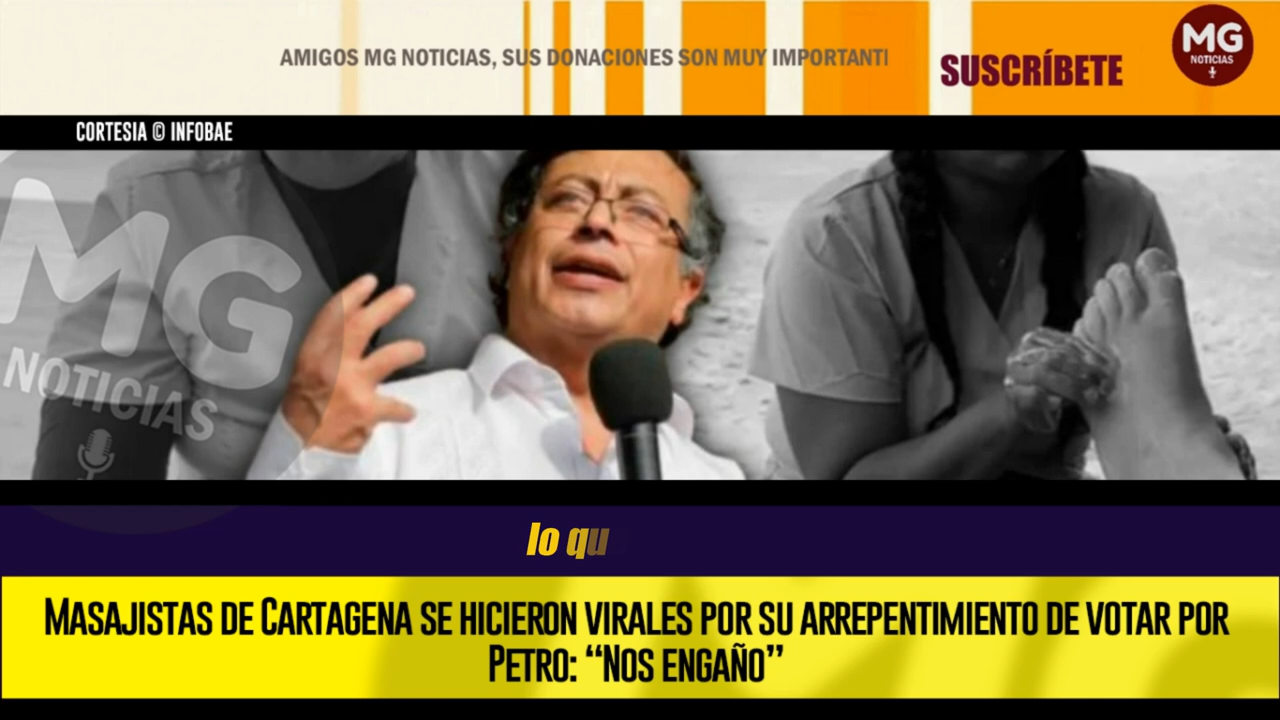 AMIGOS MG NOTICIAS, SUS DONACIONES SON MUY IMPORTANTI
SUSCRÍBETE
MG
NOTICIAS
CORTESIA © INFOBAE
MG
NOTICIAS
lo qu
MASAJISTAS DE CARTAGENA SE HICIERON VIRALES POR SU ARREPENTIMIENTO DE VOTAR POR
PETRO: “NOS ENGAÑO”